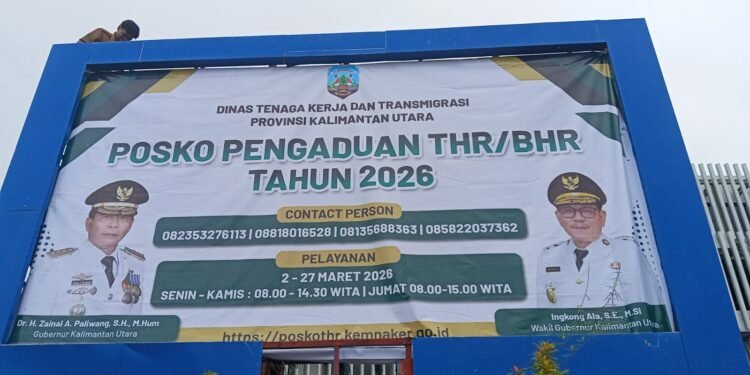 DINAS TENAGA KERJA DAN TRANSMIGRASI
PROVINSI KALIMANTAN UTARA
POSKO PENGADUAN THR/BHR
TAHUN 2026
CONTACT PERSON
082353276113 | 08818016528 | 08135688363 | 085822037362
PELAYANAN
2 - 27 MARET 2026
SENIN - KAMIS : 08.00 - 14.30 WITA | JUMAT 08.00-15.00 WITA
Dr. H. Zainal A. Paliwang, S.H., M.Hum
Gubernur Kalimantan Utara
Ingkong Ala, S.E., M.Si
Wakil Gubernur Kalimantan Utara
https://poskothr.kemnaker.go.id